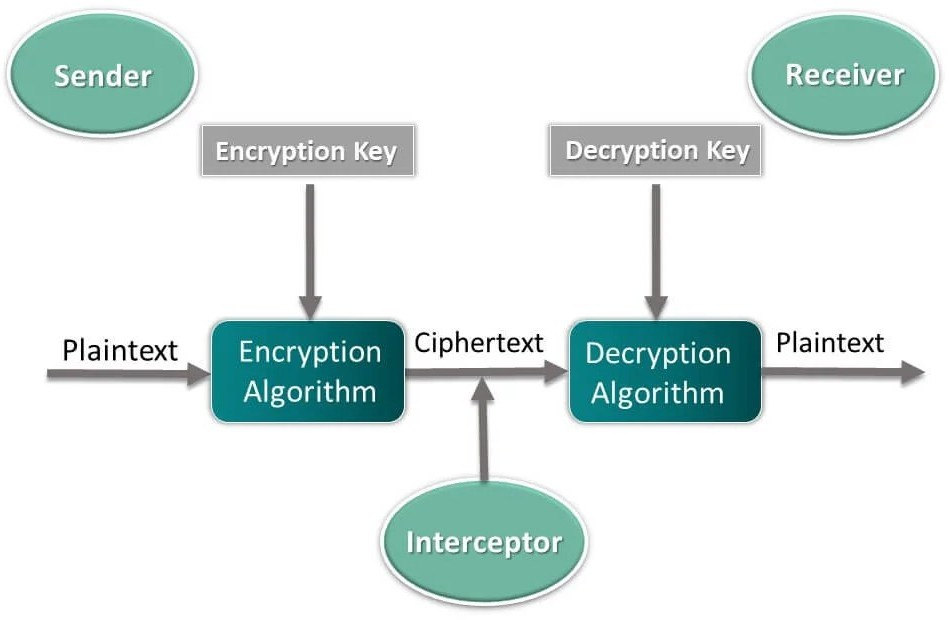 Sender
Receiver
Encryption Key
Decryption Key
Plaintext
Encryption
Algorithm
Ciphertext
Decryption
Algorithm
Plaintext
Interceptor